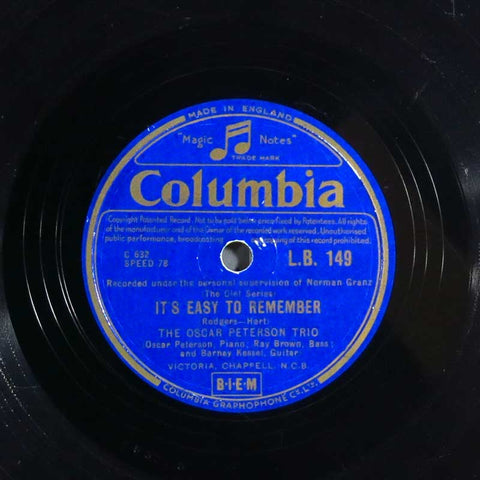 MADE IN ENGLAND
"Magic Notes"
TRADE MARK
Columbia
Copyright Patented Record. Not to be sold below price fixed by Patentees. All rights
of the manufacturer and of the Owner of the recorded work reserved. Unauthorised
public performance, broadcasting copying of this record prohibited.
C 632
SPEED 78
L.B. 149
Recorded under the personal supervision of Norman Granz
IT'S EASY TO REMEMBER
Rodgers—Hart
THE OSCAR PETERSON TRIO
(Oscar Peterson, Piano; Ray Brown, Bass;
and Barney Kessel, Guitar
VICTORIA, CHAPPELL, N.C.B.
B·I·E·M
COLUMBIA GRAPHOPHONE Co. LTD.